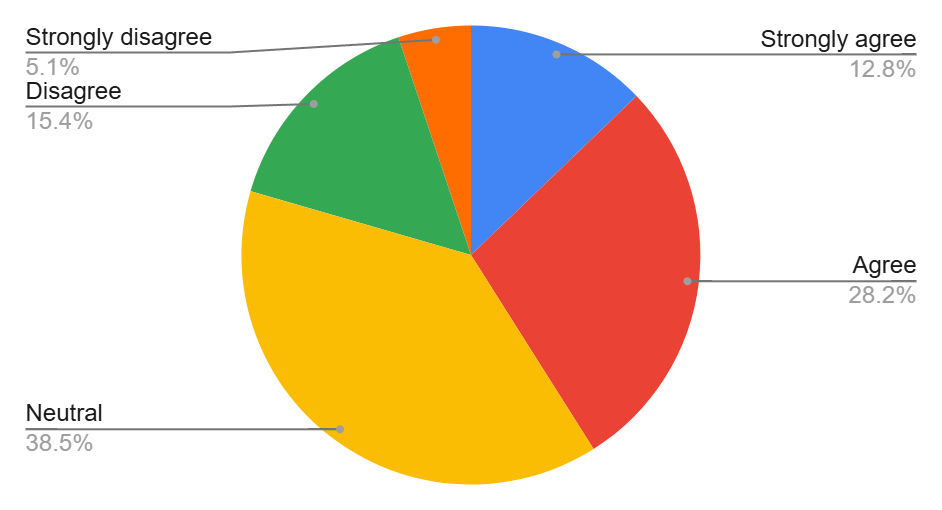 Strongly disagree
5.1%
Disagree
15.4%
Neutral
38.5%
Strongly agree
12.8%
Agree
28.2%